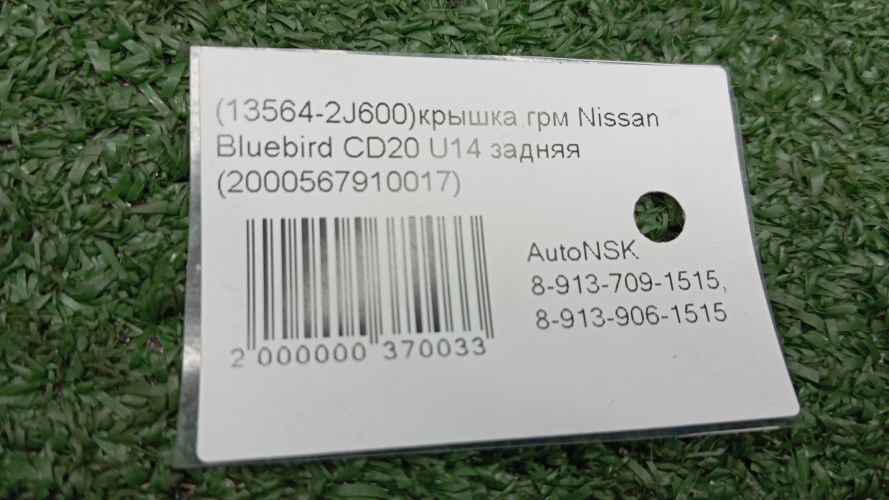 (13564-2J600)крышка грм Nissan
Bluebird CD20 U14 задняя
(2000567910017)
AutoNSK
8-913-709-1515,
8-913-906-1515
2 000000 370033